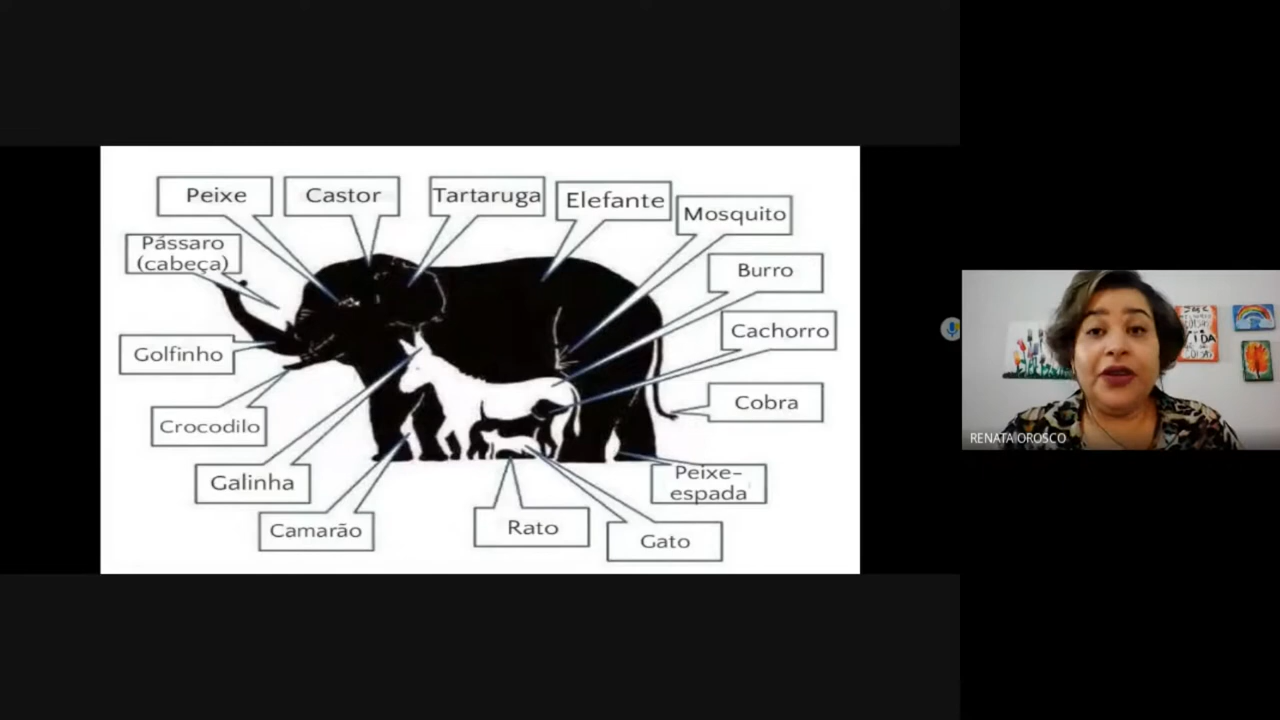 Peixe
Castor
Tartaruga
Elefante
Mosquito
Pássaro
(cabeça)
Burro
Golfinho
Cachorro
Cobra
Crocodilo
Galinha
Peixe-
espada
Camarão
Rato
Gato
RENATA OROSCO
VIDA